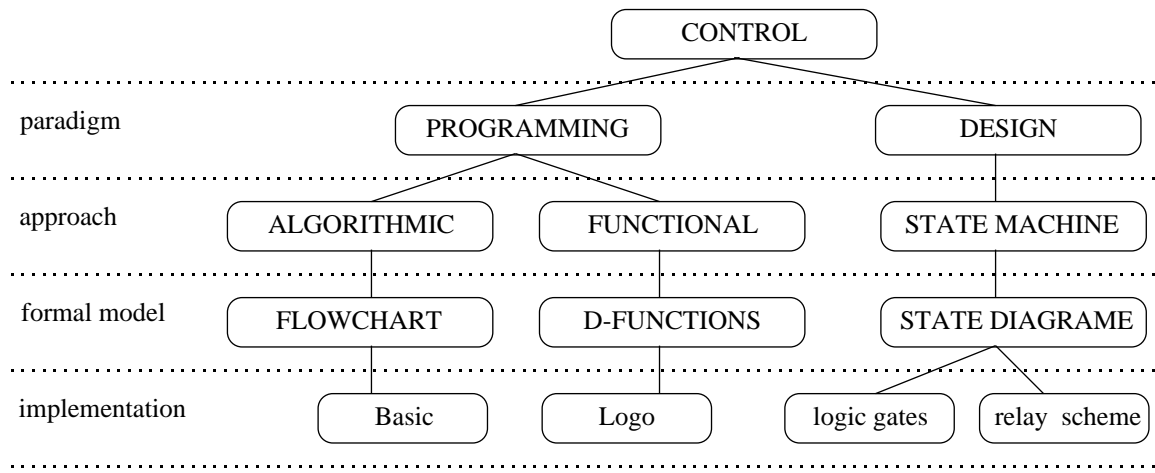 CONTROL
paradigm
PROGRAMMING
DESIGN
approach
ALGORITHMIC
FUNCTIONAL
STATE MACHINE
formal model
FLOWCHART
D-FUNCTIONS
STATE DIAGRAME
implementation
Basic
Logo
logic gates
relay scheme